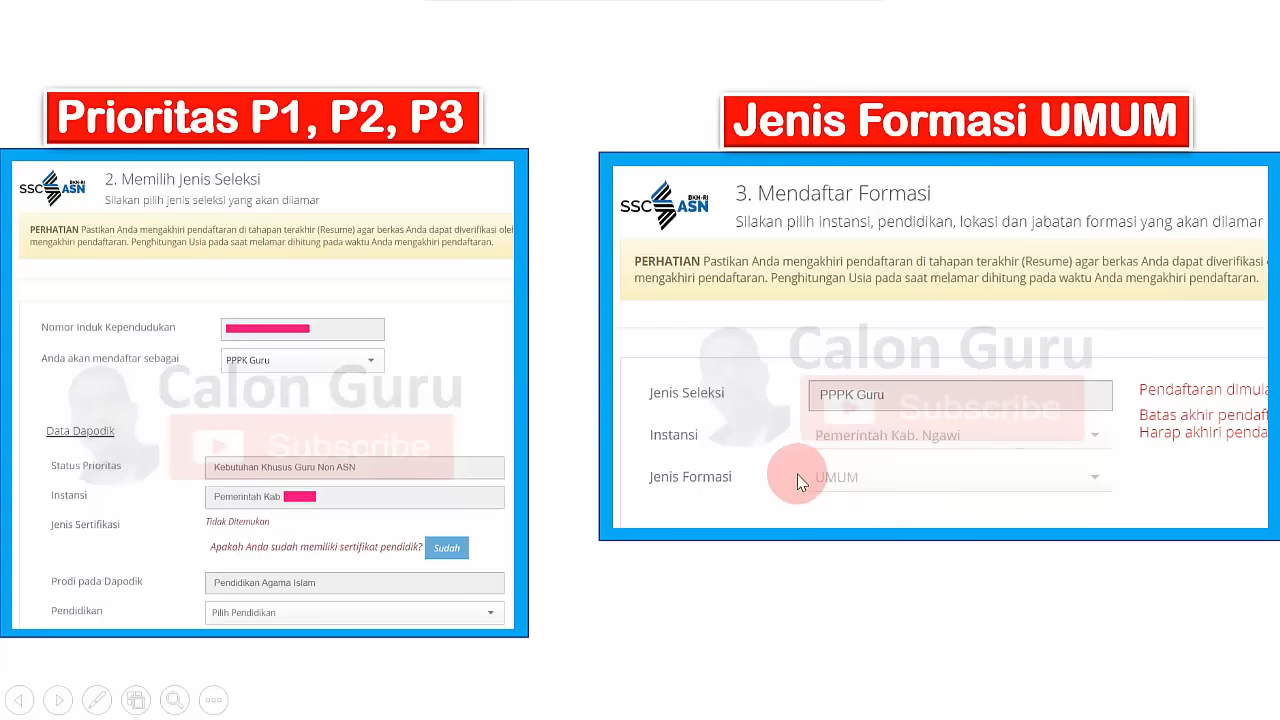 Prioritas P1, P2, P3
SSC ASN
BKN-RI
2. Memilih Jenis Seleksi
Silakan pilih jenis seleksi yang akan dilamar
PERHATIAN Pastikan Anda mengakhiri pendaftaran di tahapan terakhir (Resume) agar berkas Anda dapat diverifikasi oleh
mengakhiri pendaftaran. Penghitungan Usia pada saat melamar dihitung pada waktu Anda mengakhiri pendaftaran.
Nomor Induk Kependudukan
Anda akan mendaftar sebagai
PPPK Guru
Calon Guru
Subscribe
Data Dapodik
Status Prioritas
Kebutuhan Khusus Guru Non ASN
Instansi
Pemerintah Kab
Jenis Sertifikasi
Tidak Ditemukan
Apakah Anda sudah memiliki sertifikat pendidik?
Sudah
Prodi pada Dapodik
Pendidikan Agama Islam
Pendidikan
Pilih Pendidikan
Jenis Formasi UMUM
SSC ASN
BKN-RI
3. Mendaftar Formasi
Silakan pilih instansi, pendidikan, lokasi dan jabatan formasi yang akan dilamar
PERHATIAN Pastikan Anda mengakhiri pendaftaran di tahapan terakhir (Resume) agar berkas Anda dapat diverifikasi
mengakhiri pendaftaran. Penghitungan Usia pada saat melamar dihitung pada waktu Anda mengakhiri pendaftaran.
Calon Guru
Subscribe
Jenis Seleksi
PPPK Guru
Pendaftaran dimula
Instansi
Pemerintah Kab. Ngawi
Batas akhir pendaf
Harap akhiri penda
Jenis Formasi
UMUM